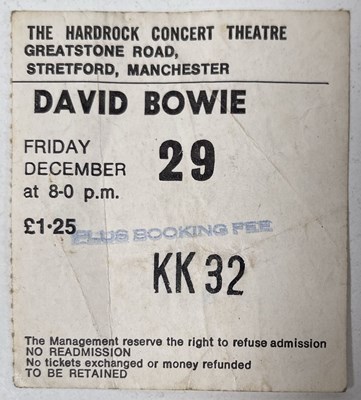 THE HARDROCK CONCERT THEATRE
GREATSTONE ROAD,
STRETFORD, MANCHESTER
DAVID BOWIE
FRIDAY
DECEMBER 29
at 8-0 p.m.
£1·25
PLUS BOOKING FEE
KK 32
The Management reserve the right to refuse admission
NO READMISSION
No tickets exchanged or money refunded
TO BE RETAINED